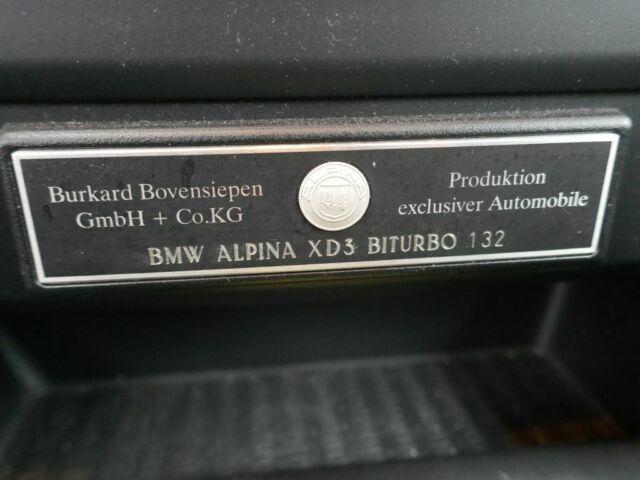 Burkard Bovensiepen
GmbH + Co.KG
Produktion
exclusiver Automobile
BMW ALPINA XD3 BITURBO 132